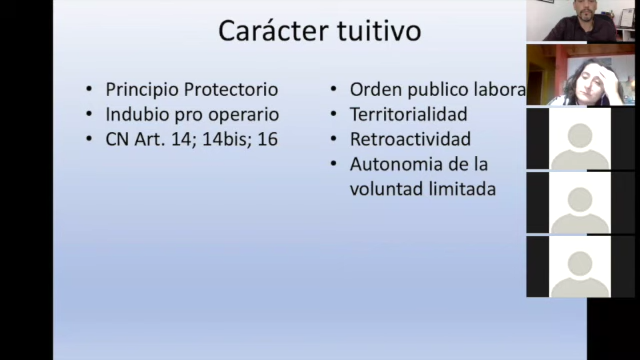 Carácter tuitivo
• Principio Protectorio
• Indubio pro operario
• CN Art. 14; 14bis; 16
• Orden publico labora
• Territorialidad
• Retroactividad
• Autonomia de la
voluntad limitada